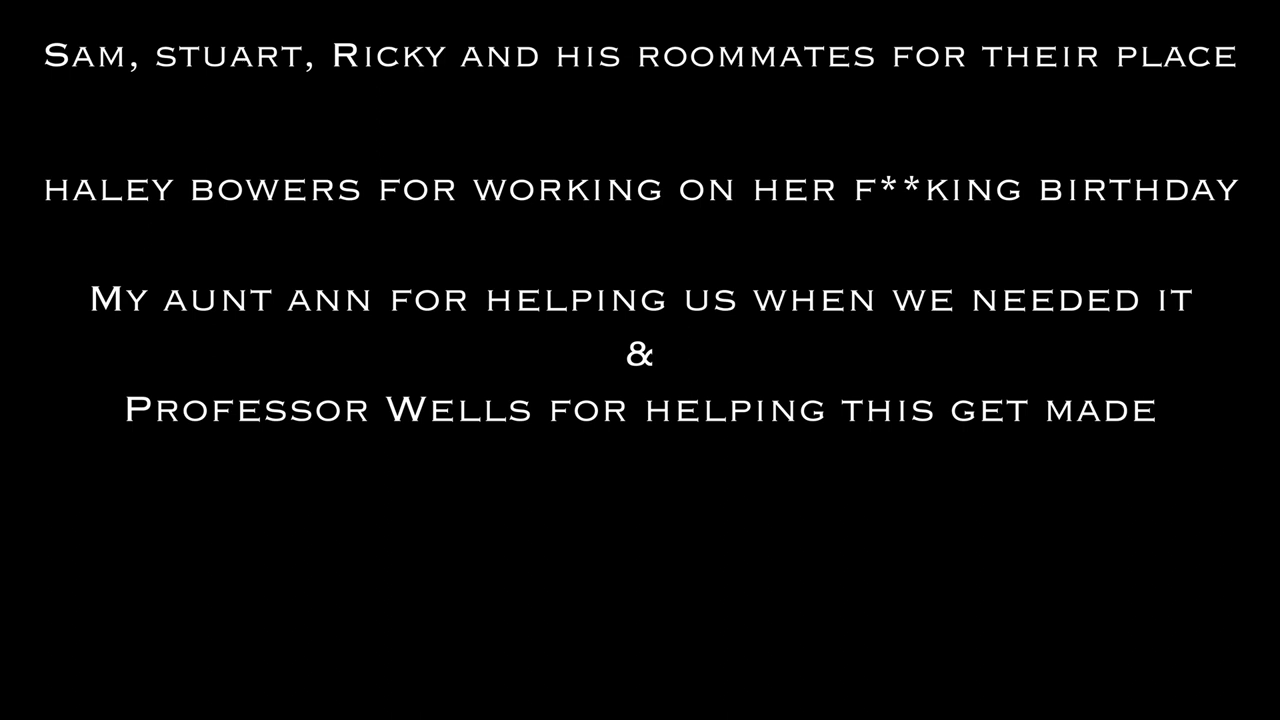 Sam, stuart, Ricky and his roommates for their place
haley bowers for working on her f**king birthday
My aunt ann for helping us when we needed it
&
Professor Wells for helping this get made